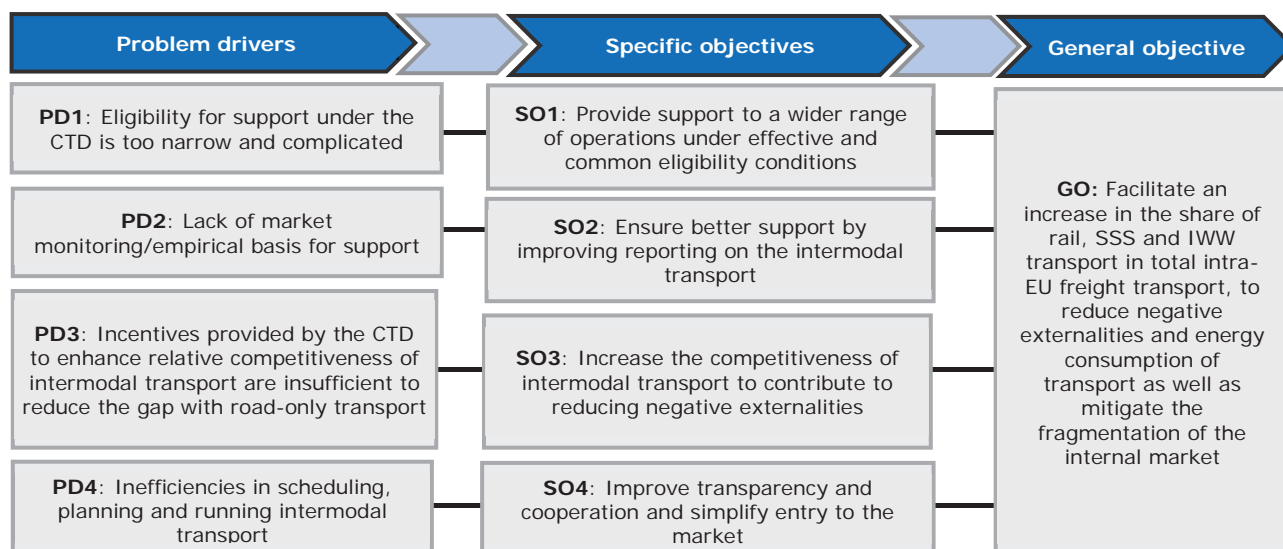 Problem drivers
Specific objectives
General objective
PD1: Eligibility for support under the
CTD is too narrow and complicated
SO1: Provide support to a wider range
of operations under effective and
common eligibility conditions
PD2: Lack of market
monitoring/empirical basis for support
SO2: Ensure better support by
improving reporting on the intermodal
transport
PD3: Incentives provided by the CTD
to enhance relative competitiveness of
intermodal transport are insufficient to
reduce the gap with road-only transport
SO3: Increase the competitiveness of
intermodal transport to contribute to
reducing negative externalities
PD4: Inefficiencies in scheduling,
planning and running intermodal
transport
SO4: Improve transparency and
cooperation and simplify entry to the
market
GO: Facilitate an
increase in the share of
rail, SSS and IWW
transport in total intra-
EU freight transport, to
reduce negative
externalities and energy
consumption of
transport as well as
mitigate the
fragmentation of the
internal market